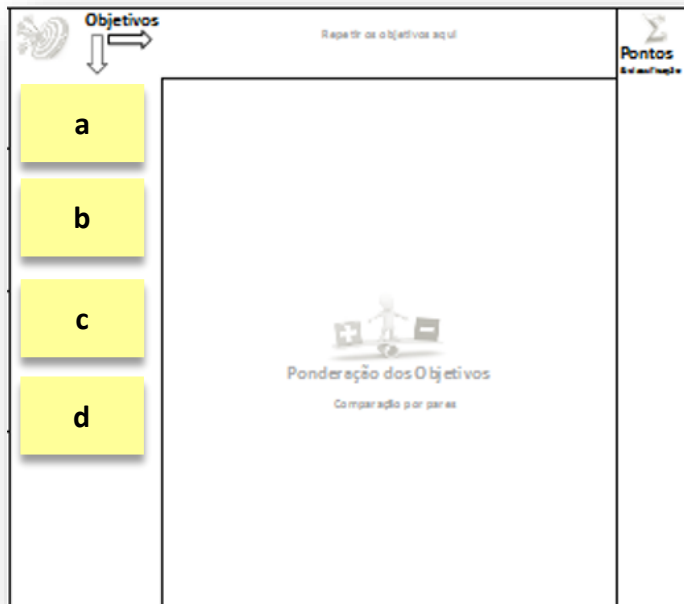 Objetivos
Repetir os objetivos aqui
Σ
Pontos
a
b
c
d
+
−
Ponderação dos Objetivos
Comparação por pares